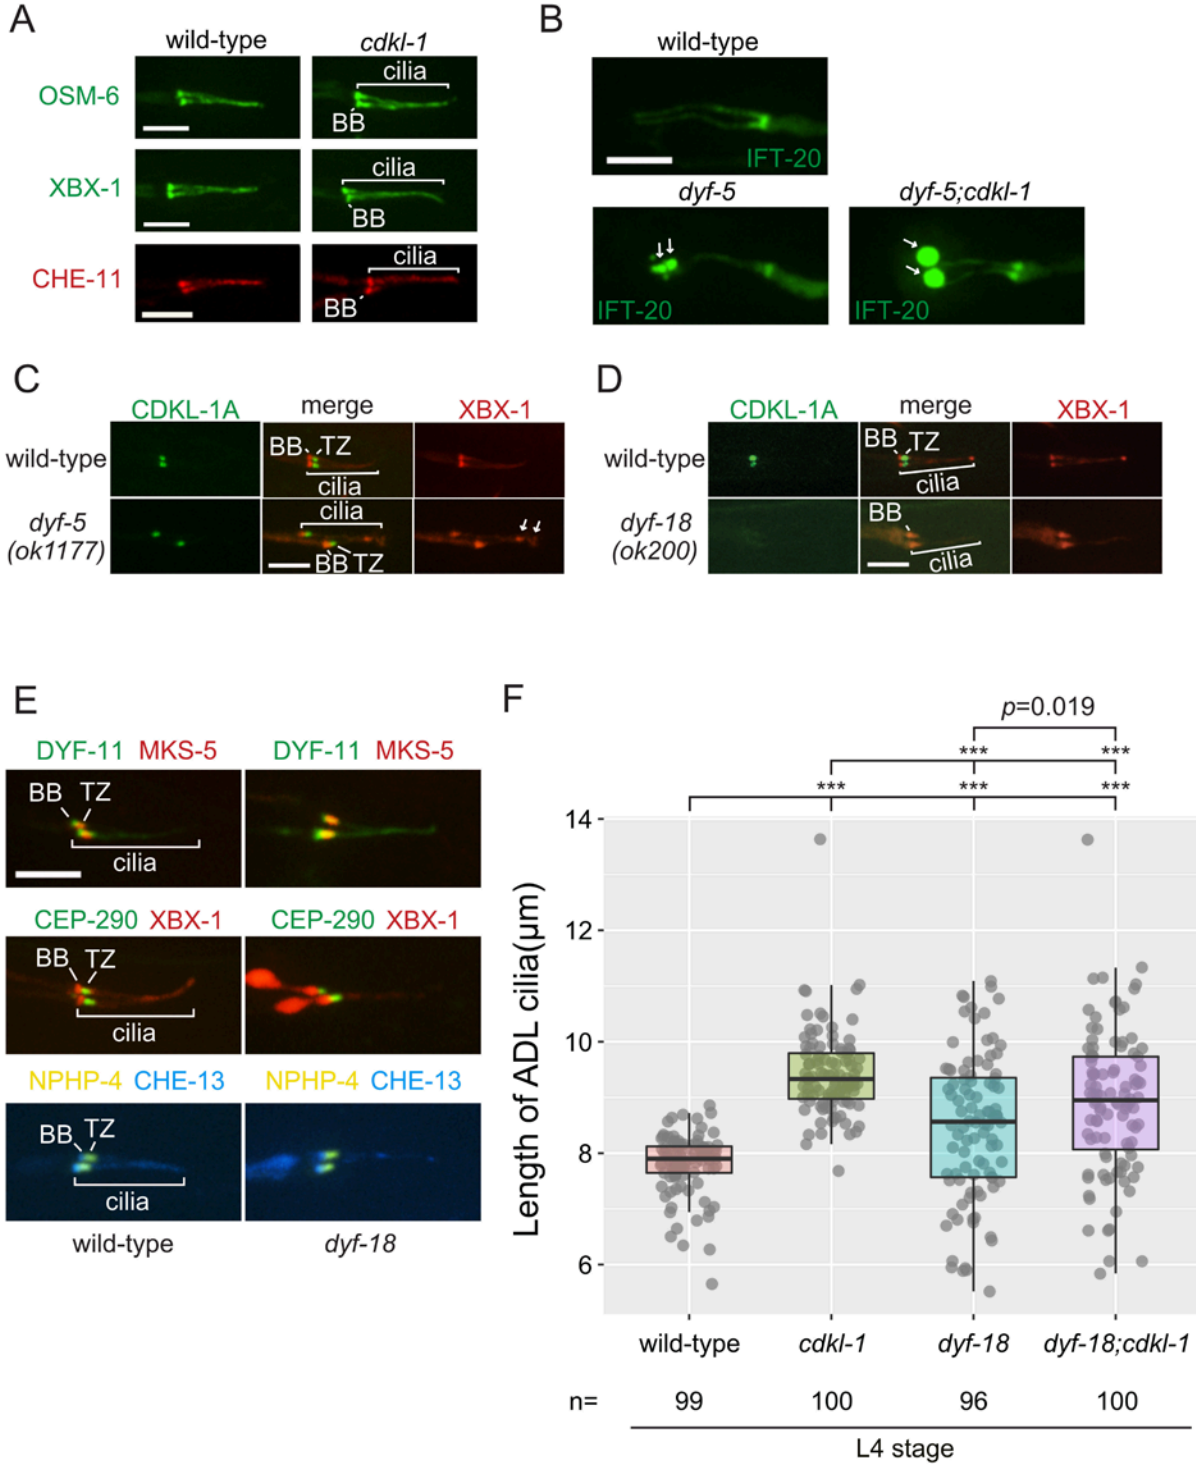 A
wild-type cdkl-1
OSM-6
cilia
BB
XBX-1
cilia
BB
CHE-11
cilia
BB
B
wild-type
IFT-20
dyf-5 dyf-5;cdkl-1
IFT-20 IFT-20
C
CDKL-1A merge XBX-1
wild-type
BB TZ
cilia
dyf-5
(ok1177)
cilia
BB TZ
D
CDKL-1A merge XBX-1
wild-type
BB TZ
cilia
dyf-18
(ok200)
BB
cilia
E
DYF-11 MKS-5 DYF-11 MKS-5
BB TZ
cilia
CEP-290 XBX-1 CEP-290 XBX-1
BB TZ
cilia
NPHP-4 CHE-13 NPHP-4 CHE-13
BB TZ
cilia
wild-type dyf-18
F
p=0.019
*** ***
*** *** ***
Length of ADL cilia(μm)
14
12
10
8
6
wild-type cdkl-1 dyf-18 dyf-18;cdkl-1
n= 99 100 96 100
L4 stage